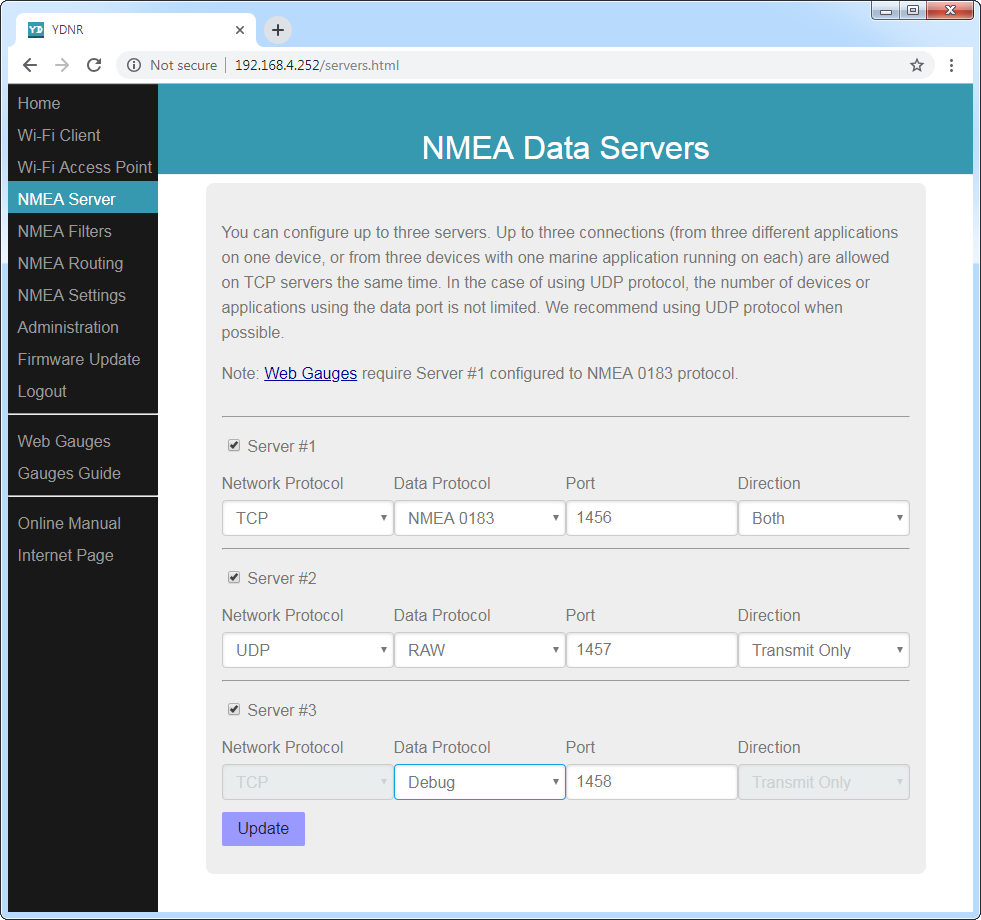 YD YDNR
Not secure | 192.168.4.252/servers.html
Home
Wi-Fi Client
Wi-Fi Access Point
NMEA Server
NMEA Filters
NMEA Routing
NMEA Settings
Administration
Firmware Update
Logout
Web Gauges
Gauges Guide
Online Manual
Internet Page
NMEA Data Servers
You can configure up to three servers. Up to three connections (from three different applications
on one device, or from three devices with one marine application running on each) are allowed
on TCP servers the same time. In the case of using UDP protocol, the number of devices or
applications using the data port is not limited. We recommend using UDP protocol when
possible.
Note: Web Gauges require Server #1 configured to NMEA 0183 protocol.
Server #1
Network Protocol Data Protocol Port Direction
TCP NMEA 0183 1456 Both
Server #2
Network Protocol Data Protocol Port Direction
UDP RAW 1457 Transmit Only
Server #3
Network Protocol Data Protocol Port Direction
TCP Debug 1458 Transmit Only
Update